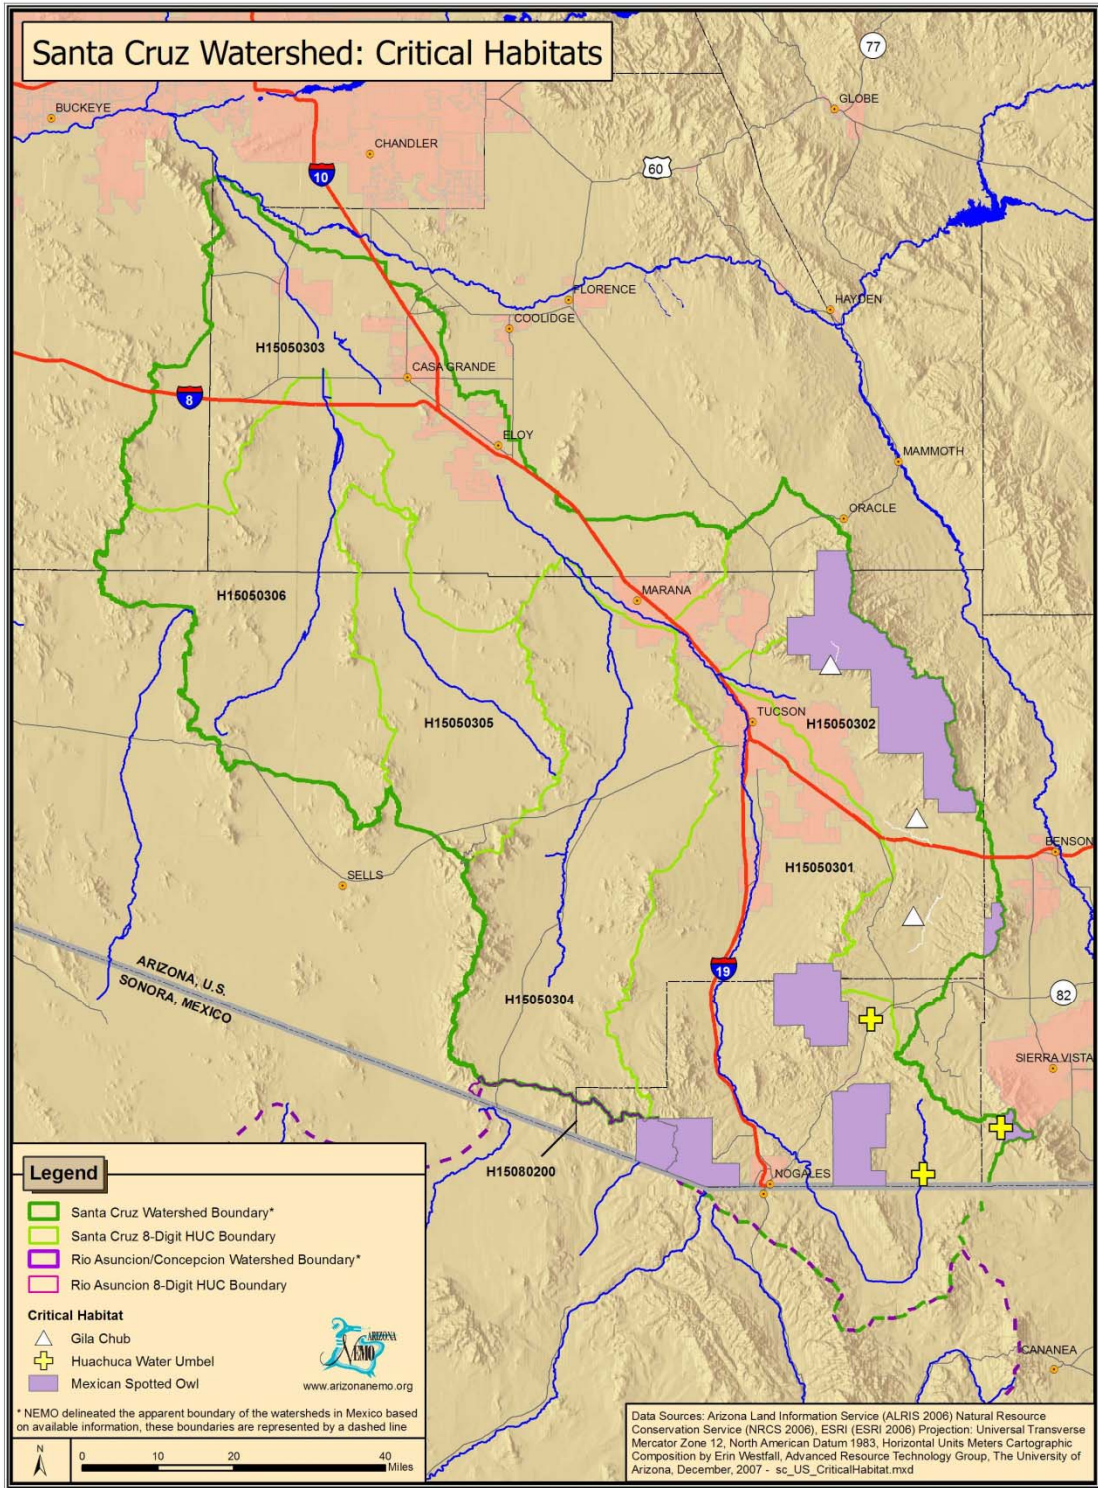 Santa Cruz Watershed: Critical Habitats
77
BUCKEYE
GLOBE
CHANDLER
60
10
FLORENCE
HAYDEN
COOLIDGE
H15050303
CASA GRANDE
8
ELOY
MAMMOTH
ORACLE
H15050306
MARANA
H15050305
TUCSON
H15050302
BENSON
SELLS
H15050301
ARIZONA, U.S.
SONORA, MEXICO
19
H15050304
82
SIERRA VISTA
H15080200
NOGALES
CANANEA
Legend
Santa Cruz Watershed Boundary*
Santa Cruz 8-Digit HUC Boundary
Rio Asuncion/Concepcion Watershed Boundary*
Rio Asuncion 8-Digit HUC Boundary
Critical Habitat
Gila Chub
Huachuca Water Umbel
Mexican Spotted Owl
ARIZONA
NEMO
www.arizonanemo.org
* NEMO delineated the apparent boundary of the watersheds in Mexico based
on available information, these boundaries are represented by a dashed line
N
0 10 20 40
Miles
Data Sources: Arizona Land Information Service (ALRIS 2006) Natural Resource
Conservation Service (NRCS 2006), ESRI (ESRI 2006) Projection: Universal Transverse
Mercator Zone 12, North American Datum 1983, Horizontal Units Meters Cartographic
Composition by Erin Westfall, Advanced Resource Technology Group, The University of
Arizona, December, 2007 - sc_US_CriticalHabitat.mxd